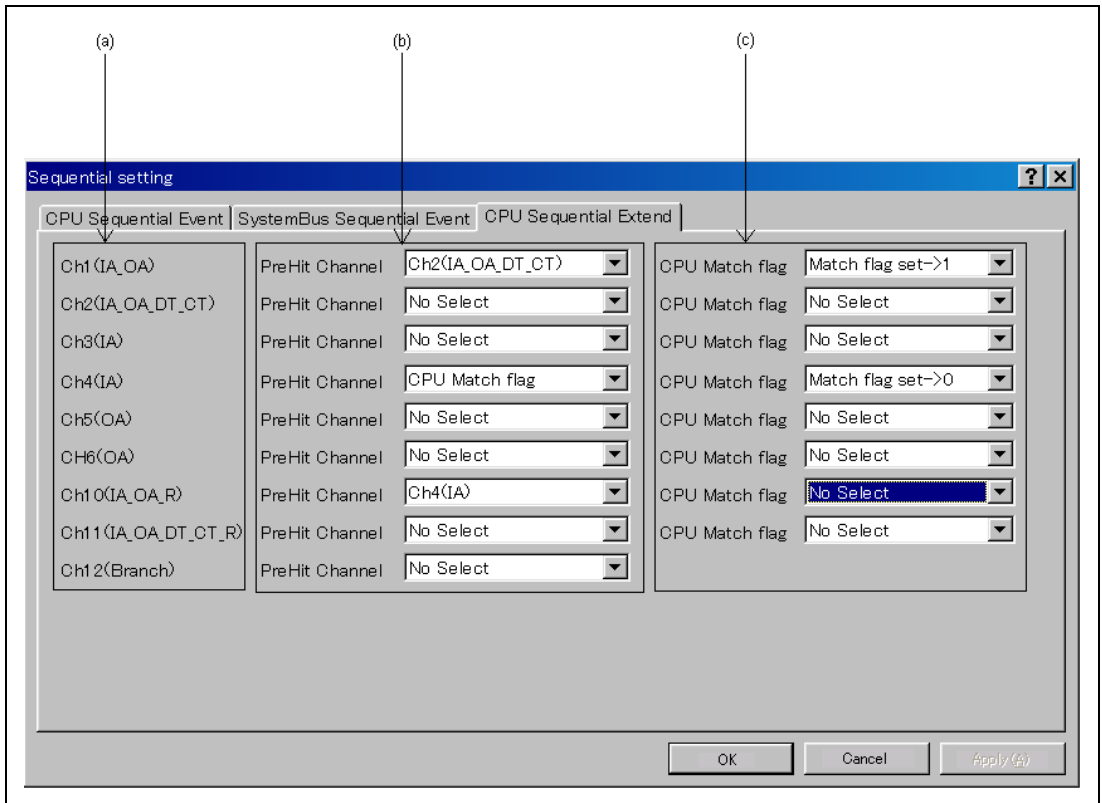 (a) (b) (c)
Sequential setting
CPU Sequential Event SystemBus Sequential Event CPU Sequential Extend
Ch1(IA_OA) PreHit Channel Ch2(IA_OA_DT_CT) CPU Match flag Match flag set->1
Ch2(IA_OA_DT_CT) PreHit Channel No Select CPU Match flag No Select
Ch3(IA) PreHit Channel No Select CPU Match flag No Select
Ch4(IA) PreHit Channel CPU Match flag CPU Match flag Match flag set->0
Ch5(OA) PreHit Channel No Select CPU Match flag No Select
CH6(OA) PreHit Channel No Select CPU Match flag No Select
Ch10(IA_OA_R) PreHit Channel Ch4(IA) CPU Match flag No Select
Ch11(IA_OA_DT_CT_R) PreHit Channel No Select CPU Match flag No Select
Ch12(Branch) PreHit Channel No Select
OK Cancel Apply(A)